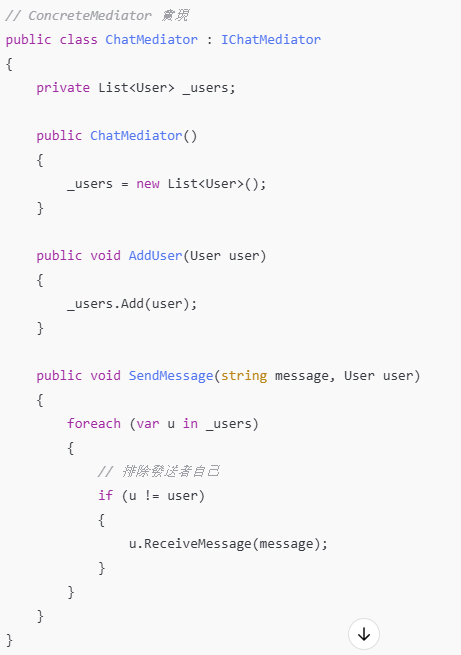 // ConcreteMediator 實現
public class ChatMediator : IChatMediator
{
    private List<User> _users;

    public ChatMediator()
    {
        _users = new List<User>();
    }

    public void AddUser(User user)
    {
        _users.Add(user);
    }

    public void SendMessage(string message, User user)
    {
        foreach (var u in _users)
        {
            // 排除發送者自己
            if (u != user)
            {
                u.ReceiveMessage(message);
            }
        }
    }
}